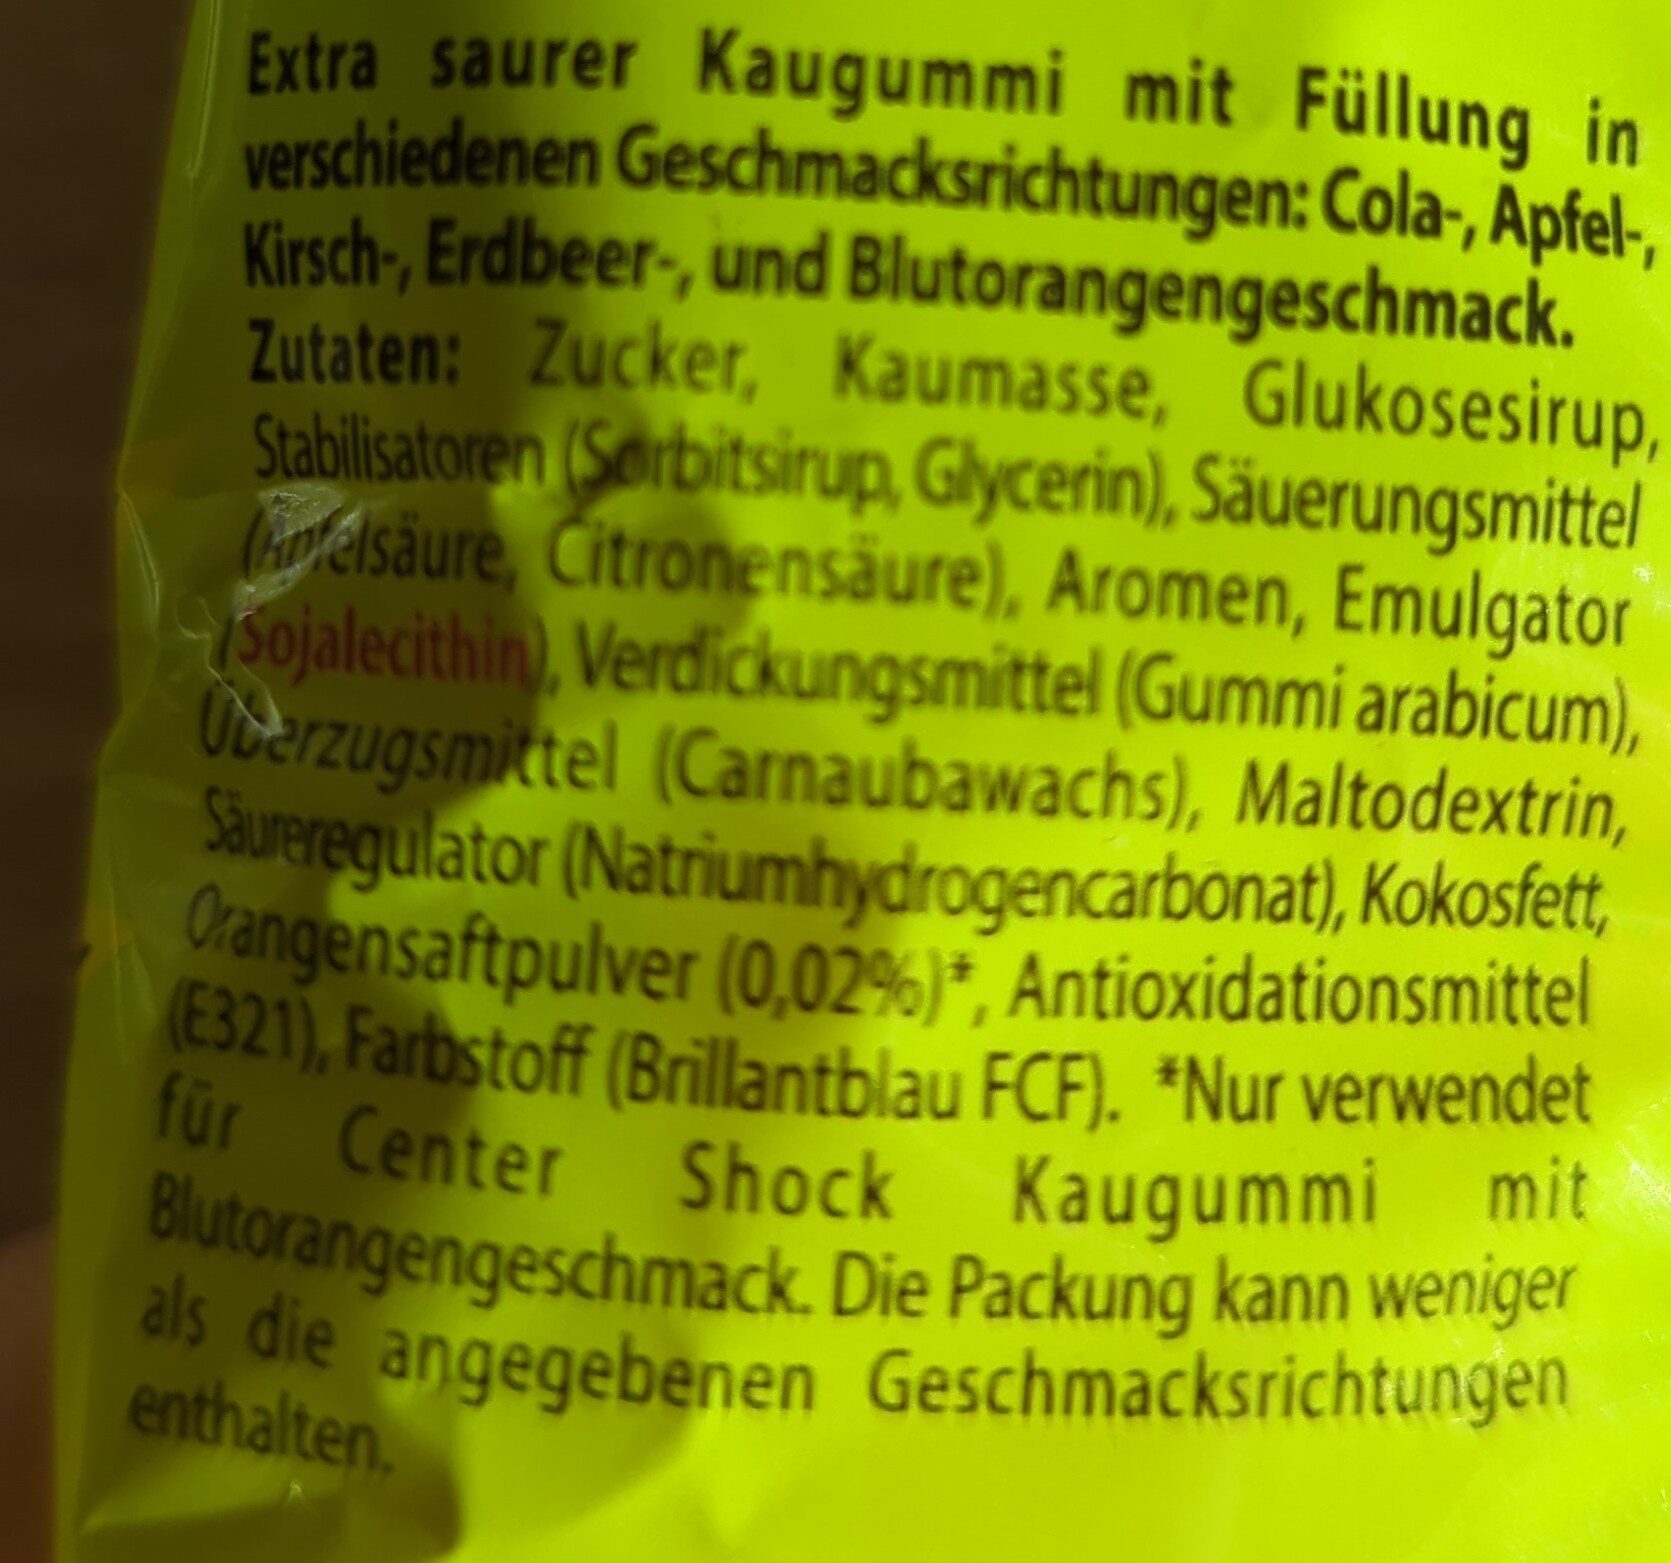 Extra saurer Kaugummi mit Füllung in
verschiedenen Geschmacksrichtungen: Cola-, Apfel-,
Kirsch-, Erdbeer-, und Blutorangengeschmack.
Zutaten: Zucker, Kaumasse, Glukosesirup,
Stabilisatoren (Sorbitsirup, Glycerin), Säuerungsmittel
(Apfelsäure, Citronensäure), Aromen, Emulgator
(Sojalecithin), Verdickungsmittel (Gummi arabicum),
Überzugsmittel (Carnaubawachs), Maltodextrin,
Säureregulator (Natriumhydrogencarbonat), Kokosfett,
Orangensaftpulver (0,02%)*, Antioxidationsmittel
(E321), Farbstoff (Brillantblau FCF). *Nur verwendet
für Center Shock Kaugummi mit
Blutorangengeschmack. Die Packung kann weniger
als die angegebenen Geschmacksrichtungen
enthalten.